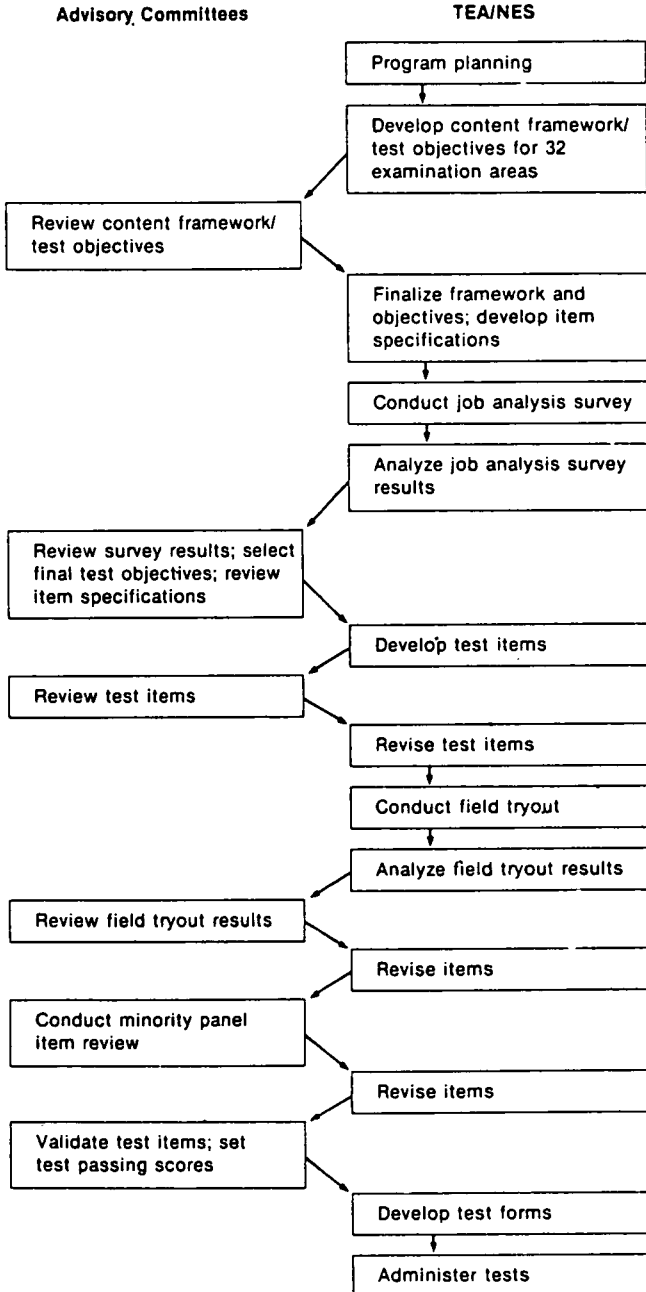 Advisory Committees
TEA/NES
Program planning
Develop content framework/
test objectives for 32
examination areas
Review content framework/
test objectives
Finalize framework and
objectives; develop item
specifications
Conduct job analysis survey
Analyze job analysis survey
results
Review survey results; select
final test objectives; review
item specifications
Develop test items
Review test items
Revise test items
Conduct field tryout
Analyze field tryout results
Review field tryout results
Revise items
Conduct minority panel
item review
Revise items
Validate test items; set
test passing scores
Develop test forms
Administer tests